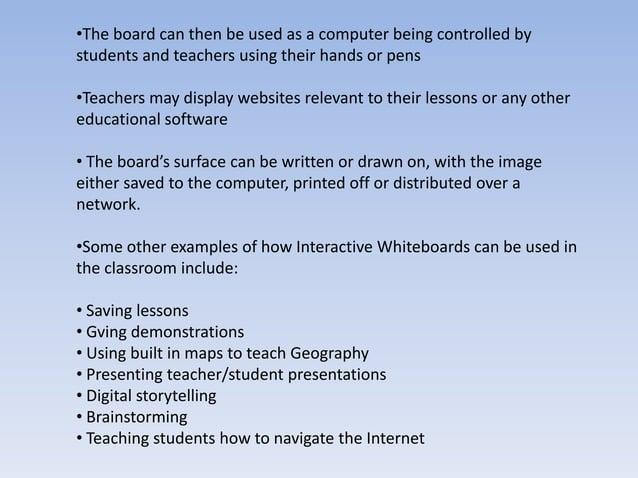 •The board can then be used as a computer being controlled by
students and teachers using their hands or pens
•Teachers may display websites relevant to their lessons or any other
educational software
• The board’s surface can be written or drawn on, with the image
either saved to the computer, printed off or distributed over a
network.
•Some other examples of how Interactive Whiteboards can be used in
the classroom include:
• Saving lessons
• Gving demonstrations
• Using built in maps to teach Geography
• Presenting teacher/student presentations
• Digital storytelling
• Brainstorming
• Teaching students how to navigate the Internet